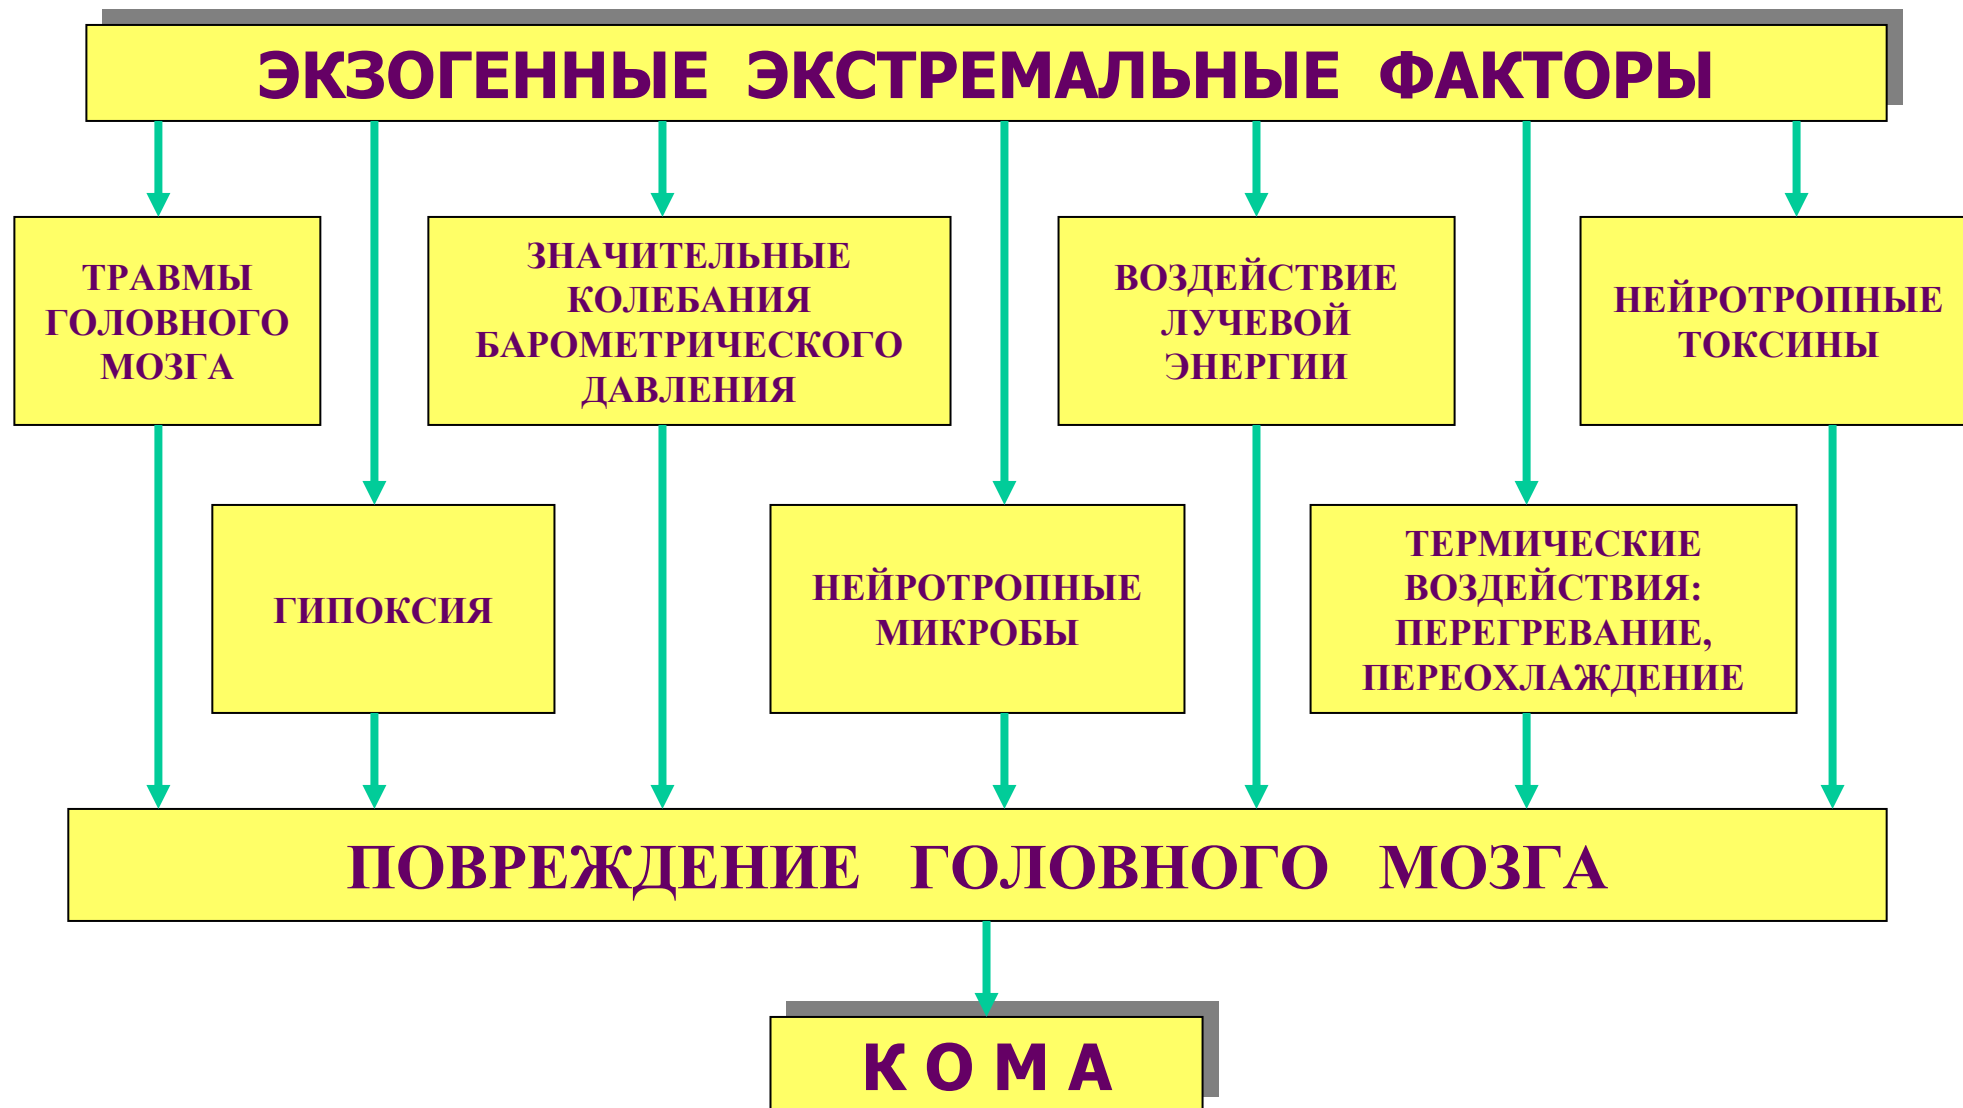 ЭКЗОГЕННЫЕ ЭКСТРЕМАЛЬНЫЕ ФАКТОРЫ
ТРАВМЫ
ГОЛОВНОГО
МОЗГА
ЗНАЧИТЕЛЬНЫЕ
КОЛЕБАНИЯ
БАРОМЕТРИЧЕСКОГО
ДАВЛЕНИЯ
ВОЗДЕЙСТВИЕ
ЛУЧЕВОЙ
ЭНЕРГИИ
НЕЙРОТРОПНЫЕ
ТОКСИНЫ
ГИПОКСИЯ
НЕЙРОТРОПНЫЕ
МИКРОБЫ
ТЕРМИЧЕСКИЕ
ВОЗДЕЙСТВИЯ:
ПЕРЕГРЕВАНИЕ,
ПЕРЕОХЛАЖДЕНИЕ
ПОВРЕЖДЕНИЕ ГОЛОВНОГО МОЗГА
К О М А